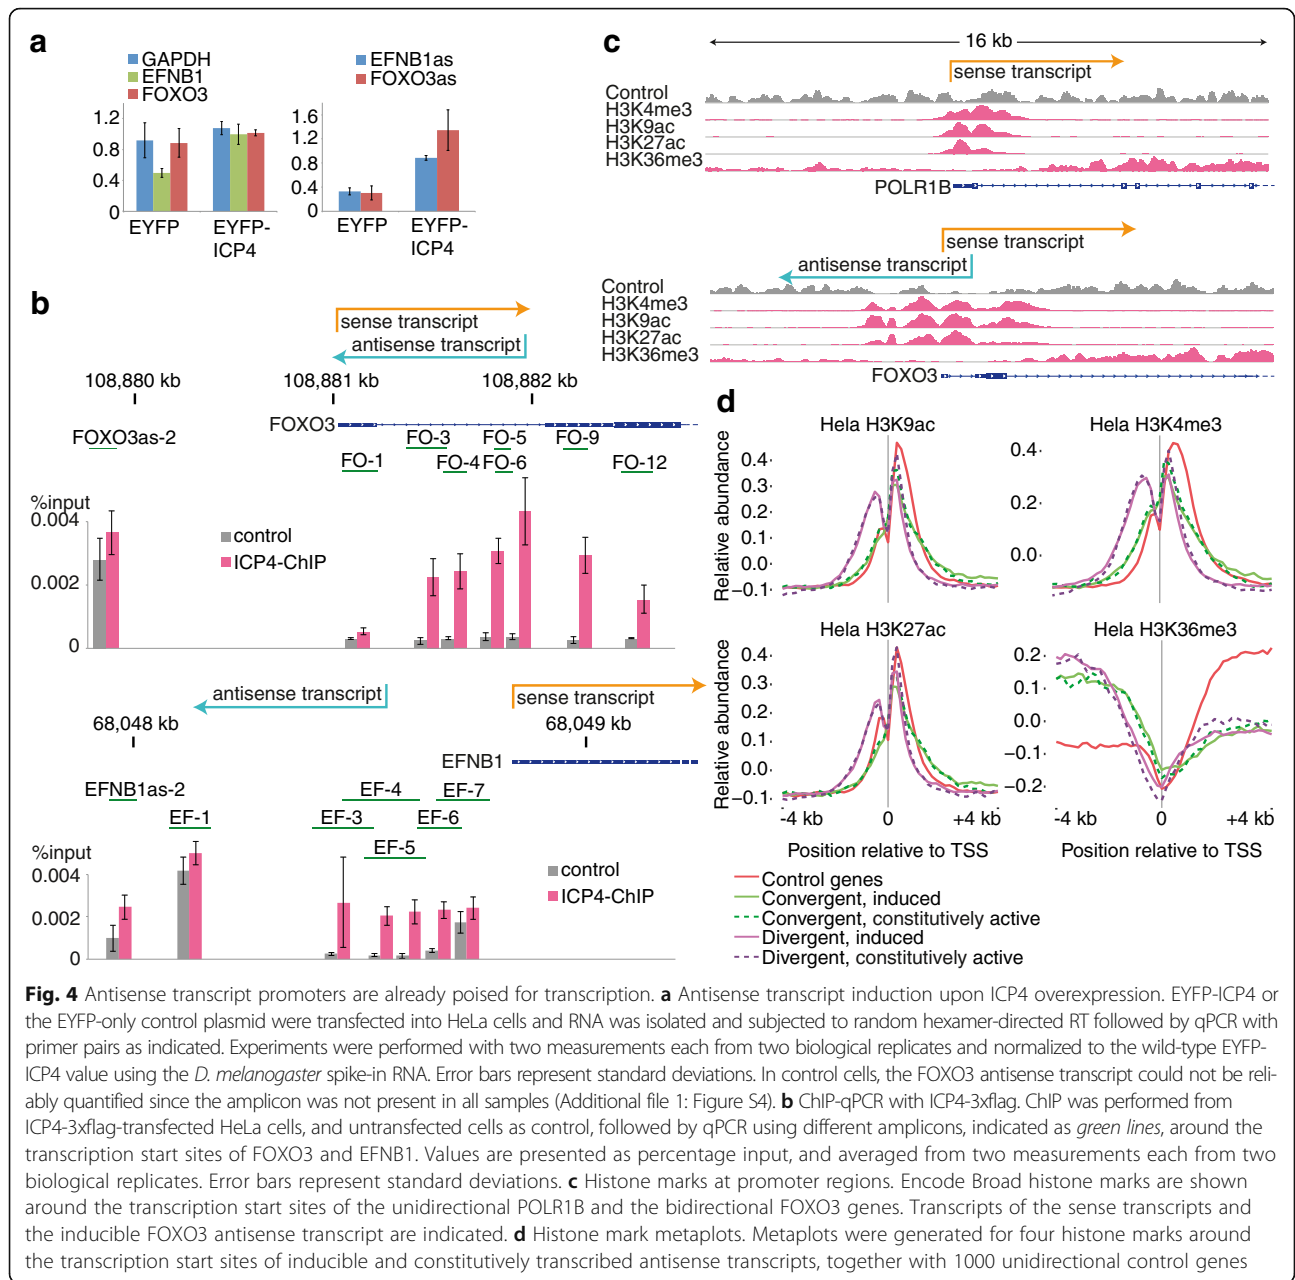 a
GAPDH
EFNB1
FOXO3
EFNB1as
FOXO3as
1.2
0.8
0.4
0
EYFP
EYFP-
ICP4
1.6
1.2
0.8
0.4
0
EYFP
EYFP-
ICP4
b
sense transcript
antisense transcript
108,880 kb
108,881 kb
108,882 kb
FOXO3
FOXO3as-2
FO-3
FO-5
FO-9
FO-1
FO-4
FO-6
FO-12
%input
0.004
0.002
0
control
ICP4-ChIP
antisense transcript
sense transcript
68,048 kb
68,049 kb
EFNB1
EFNB1as-2
EF-4
EF-7
EF-1
EF-3
EF-6
EF-5
%input
0.004
0.002
0
control
ICP4-ChIP
c
16 kb
sense transcript
Control
H3K4me3
H3K9ac
H3K27ac
H3K36me3
POLR1B
sense transcript
antisense transcript
Control
H3K4me3
H3K9ac
H3K27ac
H3K36me3
FOXO3
d
Hela H3K9ac
Relative abundance
0.4
0.3
0.2
0.1
0.0
−0.1
Hela H3K4me3
0.4
0.2
0.0
Hela H3K27ac
Relative abundance
0.4
0.3
0.2
0.1
0.0
−0.1
-4 kb
0
+4 kb
Position relative to TSS
Hela H3K36me3
0.2
0.1
0.0
−0.1
−0.2
-4 kb
0
+4 kb
Position relative to TSS
Control genes
Convergent, induced
Convergent, constitutively active
Divergent, induced
Divergent, constitutively active
Fig. 4 Antisense transcript promoters are already poised for transcription. a Antisense transcript induction upon ICP4 overexpression. EYFP-ICP4 or
the EYFP-only control plasmid were transfected into HeLa cells and RNA was isolated and subjected to random hexamer-directed RT followed by qPCR with
primer pairs as indicated. Experiments were performed with two measurements each from two biological replicates and normalized to the wild-type EYFP-
ICP4 value using the D. melanogaster spike-in RNA. Error bars represent standard deviations. In control cells, the FOXO3 antisense transcript could not be reli-
ably quantified since the amplicon was not present in all samples (Additional file 1: Figure S4). b ChIP-qPCR with ICP4-3xflag. ChIP was performed from
ICP4-3xflag-transfected HeLa cells, and untransfected cells as control, followed by qPCR using different amplicons, indicated as green lines, around the
transcription start sites of FOXO3 and EFNB1. Values are presented as percentage input, and averaged from two measurements each from two
biological replicates. Error bars represent standard deviations. c Histone marks at promoter regions. Encode Broad histone marks are shown
around the transcription start sites of the unidirectional POLR1B and the bidirectional FOXO3 genes. Transcripts of the sense transcripts and
the inducible FOXO3 antisense transcript are indicated. d Histone mark metaplots. Metaplots were generated for four histone marks around
the transcription start sites of inducible and constitutively transcribed antisense transcripts, together with 1000 unidirectional control genes